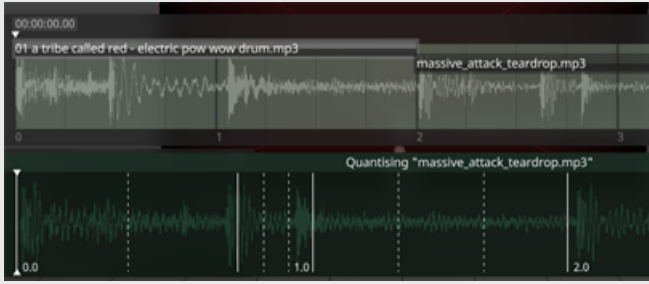 00:00:00.00
01 a tribe called red - electric pow wow drum.mp3
massive_attack_teardrop.mp3
0 1 2 3
Quantising "massive_attack_teardrop.mp3"
0.0 1.0 2.0